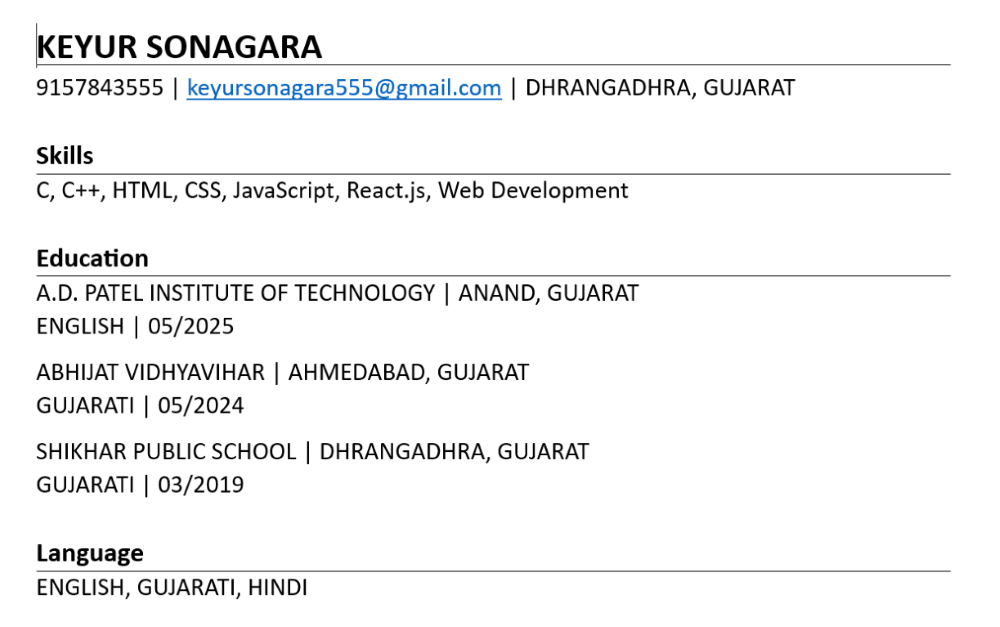 KEYUR SONAGARA
9157843555 | keyursonagara555@gmail.com | DHRANGADHRA, GUJARAT
Skills
C, C++, HTML, CSS, JavaScript, React.js, Web Development
Education
A.D. PATEL INSTITUTE OF TECHNOLOGY | ANAND, GUJARAT
ENGLISH | 05/2025
ABHIJAT VIDHYAVIHAR | AHMEDABAD, GUJARAT
GUJARATI | 05/2024
SHIKHAR PUBLIC SCHOOL | DHRANGADHRA, GUJARAT
GUJARATI | 03/2019
Language
ENGLISH, GUJARATI, HINDI